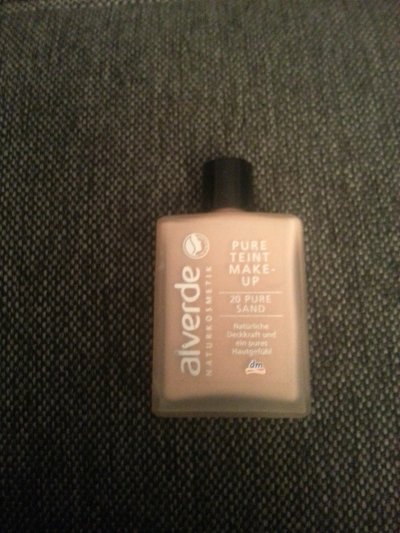 alverde
NATURKOSMETIK
PURE
TEINT
MAKE-
UP
20 PURE
SAND
Natürliche
Deckkraft und
ein pures
Hautgefühl
dm